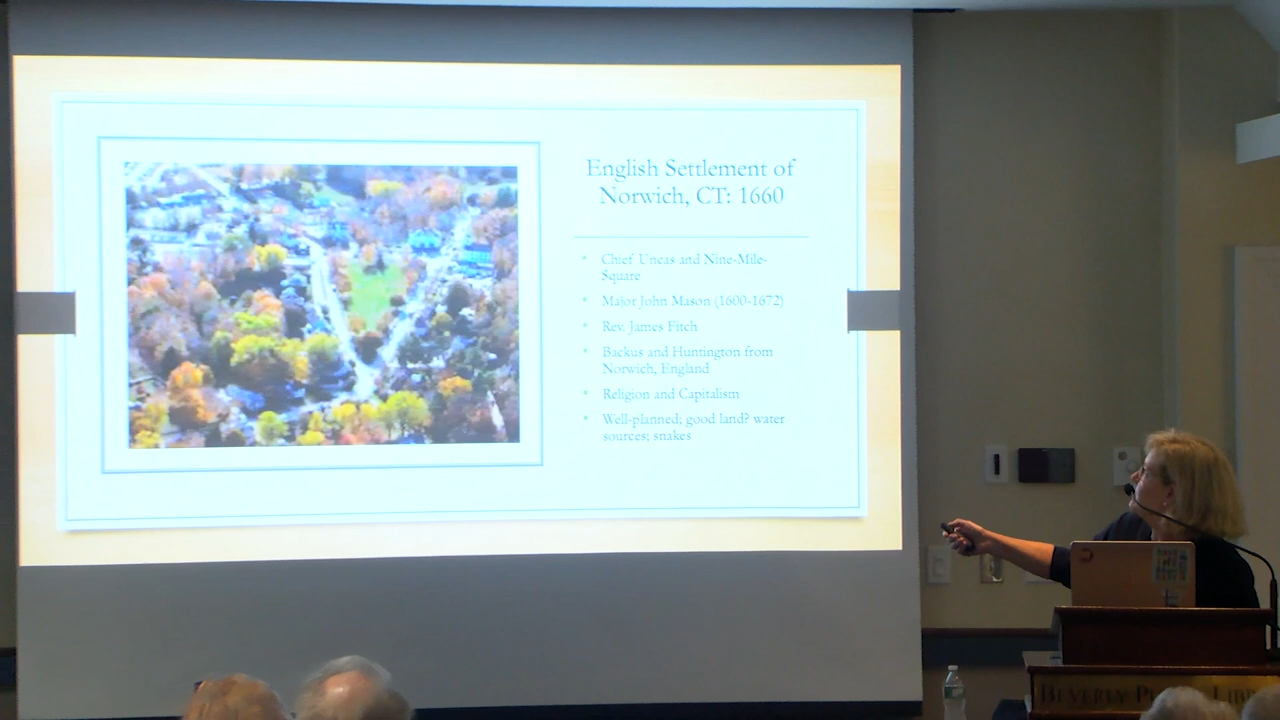 English Settlement of
Norwich, CT: 1660
• Chief Uncas and Nine-Mile-
Square
• Major John Mason (1600-1672)
• Rev. James Fitch
• Backus and Huntington from
Norwich, England
• Religion and Capitalism
• Well-planned; good land? water
sources; snakes
BEVERLY